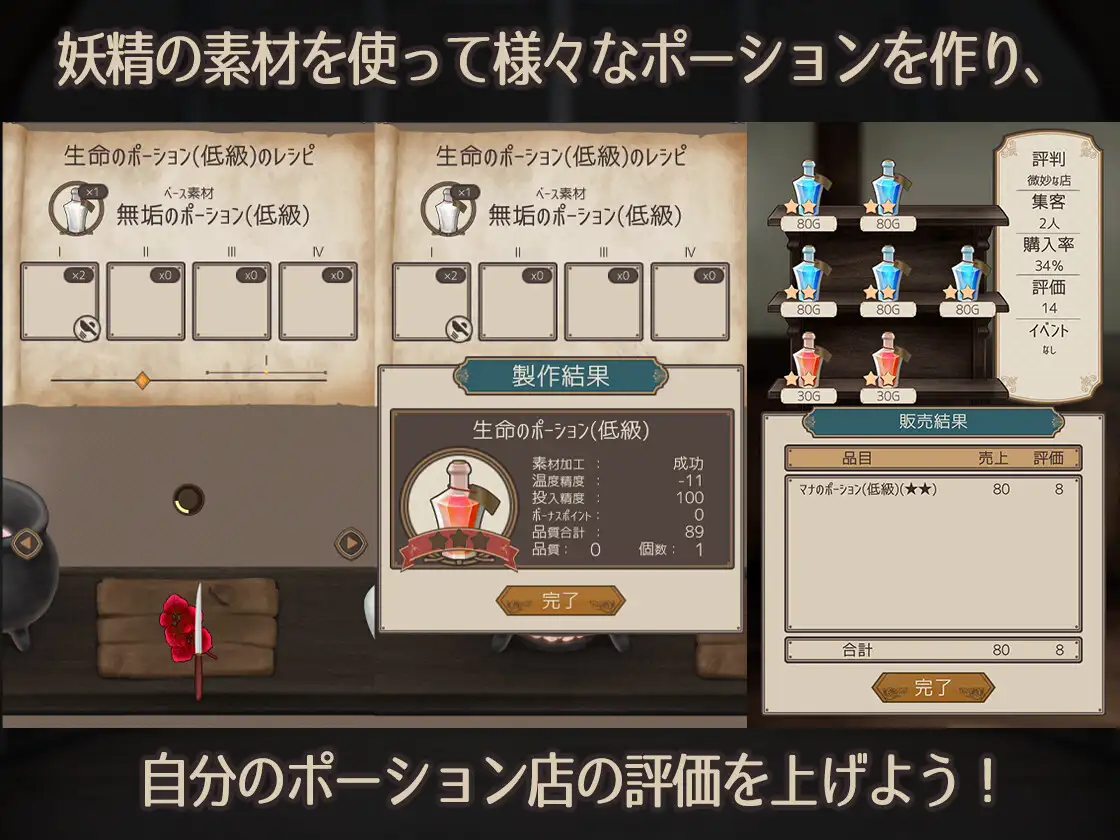 妖精の素材を使って様々なポーションを作り、
生命のポーション(低級)のレシピ
×1
ベース素材
無垢のポーション(低級)
I II III IV
×2 x0 x0 x0
I
生命のポーション(低級)のレシピ
×1
ベース素材
無垢のポーション(低級)
I II III IV
×2 x0 x0 x0
製作結果
生命のポーション(低級)
素材加工 : 成功
温度精度 : -11
投入精度 : 100
ボーナスポイント : 0
品質合計 : 89
品質 : 0 個数 : 1
完了
80G 80G
80G 80G 80G
30G 30G
評判
微妙な店
集客
2人
購入率
34%
評価
14
イベント
なし
販売結果
品目 売上 評価
マナのポーション(低級)(★★) 80 8
合計 80 8
完了
自分のポーション店の評価を上げよう！